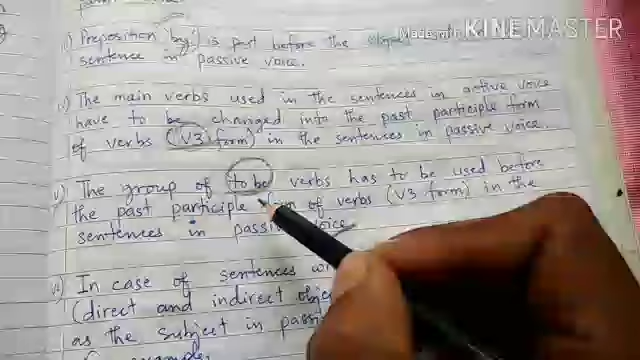 iii) Preposition 'by' is put before the object
Made with KINEMASTER
sentence in passive voice.
iv) The main verbs used in the sentences in active voice
have to be changed into the past participle form
of verbs (V3 form) in the sentences in passive voice.
v) The group of to be verbs has to be used before
the past participle form of verbs (V3 form) in the
sentences in passive voice
vi) In case of sentences
(direct and indirect
as the subject in
example